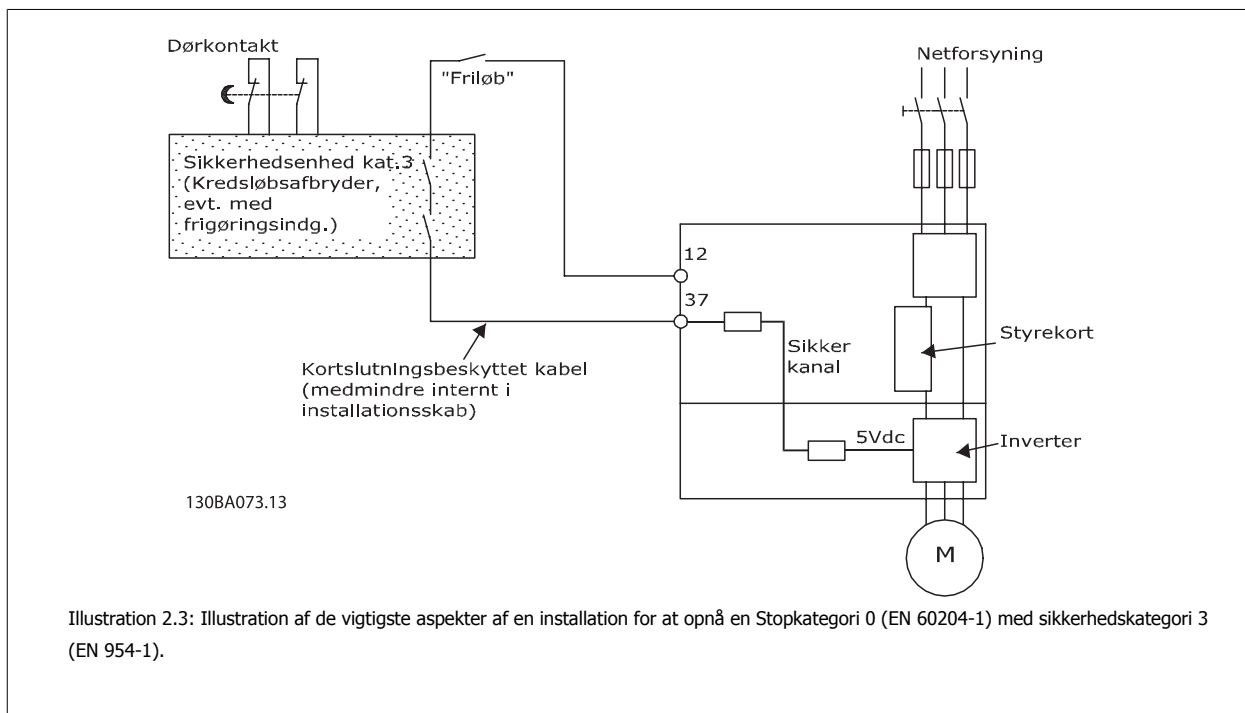 Dørkontakt
"Friløb"
Netforsyning
Sikkerhedsenhed kat.3
(Kredsløbsafbryder,
evt. med
frigøringsindg.)
12
37
Sikker
kanal
Styrekort
Kortslutningsbeskyttet kabel
(medmindre internt i
installationsskab)
5Vdc
Inverter
130BA073.13
M
Illustration 2.3: Illustration af de vigtigste aspekter af en installation for at opnå en Stopkategori 0 (EN 60204-1) med sikkerhedskategori 3
(EN 954-1).